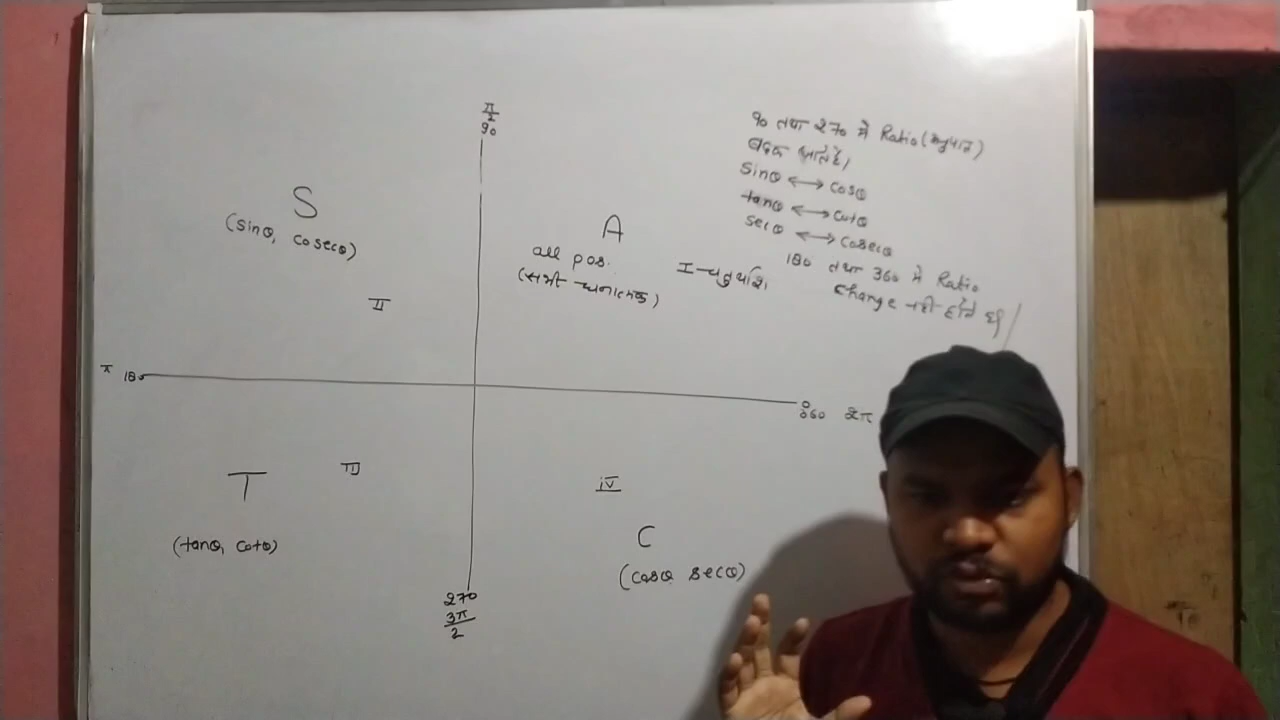 π/2
90
90 तथा 270 में Ratio (अनुपात)
बदल जाते है।
sinθ ⟷ cosθ
tanθ ⟷ cotθ
secθ ⟷ cosecθ
180 तथा 360 में Ratio
change नही होते है।
S
(sinθ, cosecθ)
A
all pos.
(सभी धनात्मक)
I-चतुर्थांश
II
π 180
0
360 2π
T
III
(tanθ, cotθ)
iv
C
(cosθ secθ)
270
3π/2